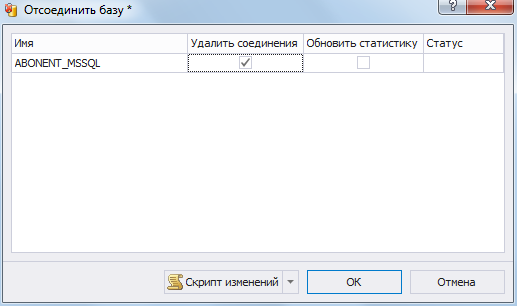 Отсоединить базу *
Имя Удалить соединения Обновить статистику Статус
ABONENT_MSSQL
Скрипт изменений OK Отмена